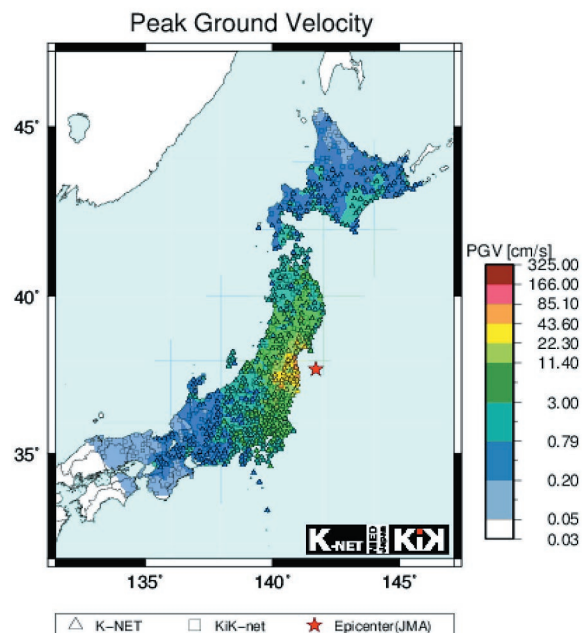 Peak Ground Velocity
45°
40°
35°
135°
140°
145°
PGV [cm/s]
325.00
166.00
85.10
43.60
22.30
11.40
3.00
0.79
0.20
0.05
0.03
K-NET
NIED
JAPAN
KiK
K-NET
KiK-net
Epicenter(JMA)